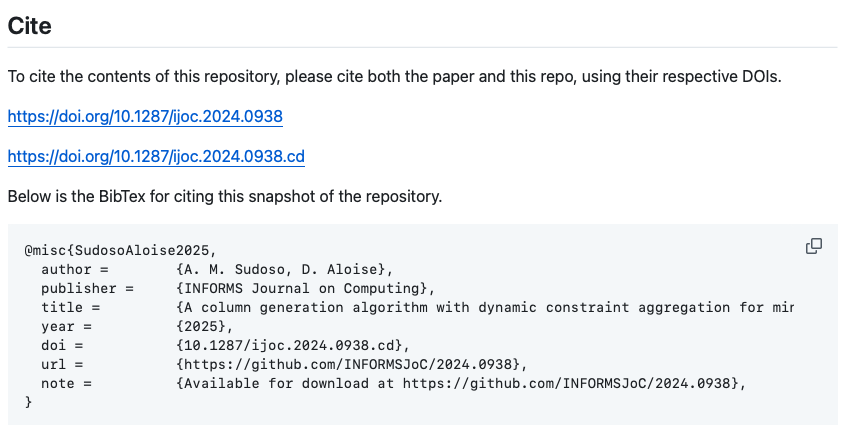 Cite
To cite the contents of this repository, please cite both the paper and this repo, using their respective DOIs.
https://doi.org/10.1287/ijoc.2024.0938
https://doi.org/10.1287/ijoc.2024.0938.cd
Below is the BibTex for citing this snapshot of the repository.
@misc{SudosoAloise2025,
  author =        {A. M. Sudoso, D. Aloise},
  publisher =     {INFORMS Journal on Computing},
  title =         {A column generation algorithm with dynamic constraint aggregation for
  year =          {2025},
  doi =           {10.1287/ijoc.2024.0938.cd},
  url =           {https://github.com/INFORMSJoC/2024.0938},
  note =          {Available for download at https://github.com/INFORMSJoC/2024.0938},
}